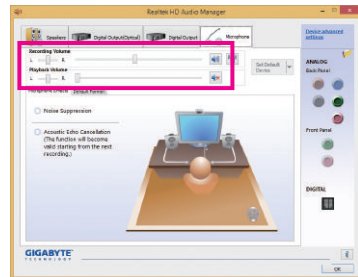 Realtek HD Audio Manager
Speakers
Digital Output(Optical)
Digital Output
Microphone
Device advanced settings
Recording Volume
L R
Playback Volume
L R
Set Default Device
ANALOG
Back Panel
Microphone Effects Default Format
Noise Suppression
Acoustic Echo Cancellation
(The function will become
valid starting from the next
recording.)
Front Panel
DIGITAL
GIGABYTE
TECHNOLOGY
OK